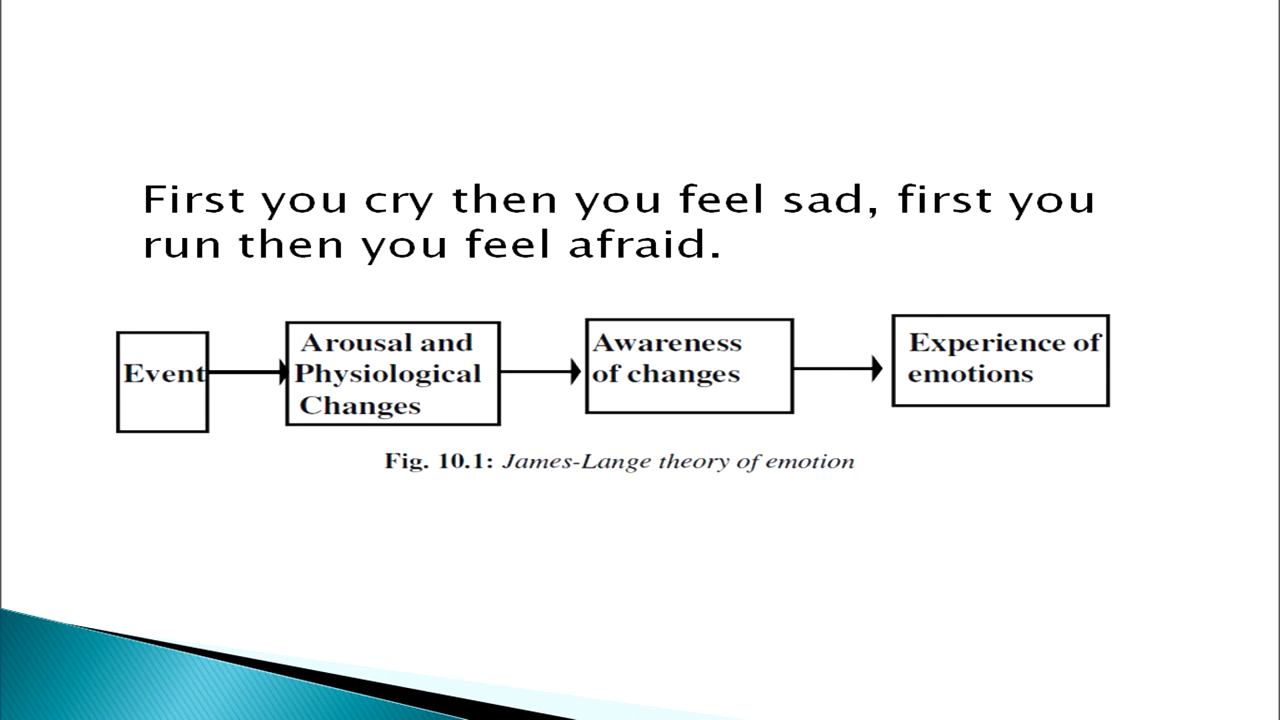 First you cry then you feel sad, first you
run then you feel afraid.
Event
Arousal and
Physiological
Changes
Awareness
of changes
Experience of
emotions
Fig. 10.1: James-Lange theory of emotion